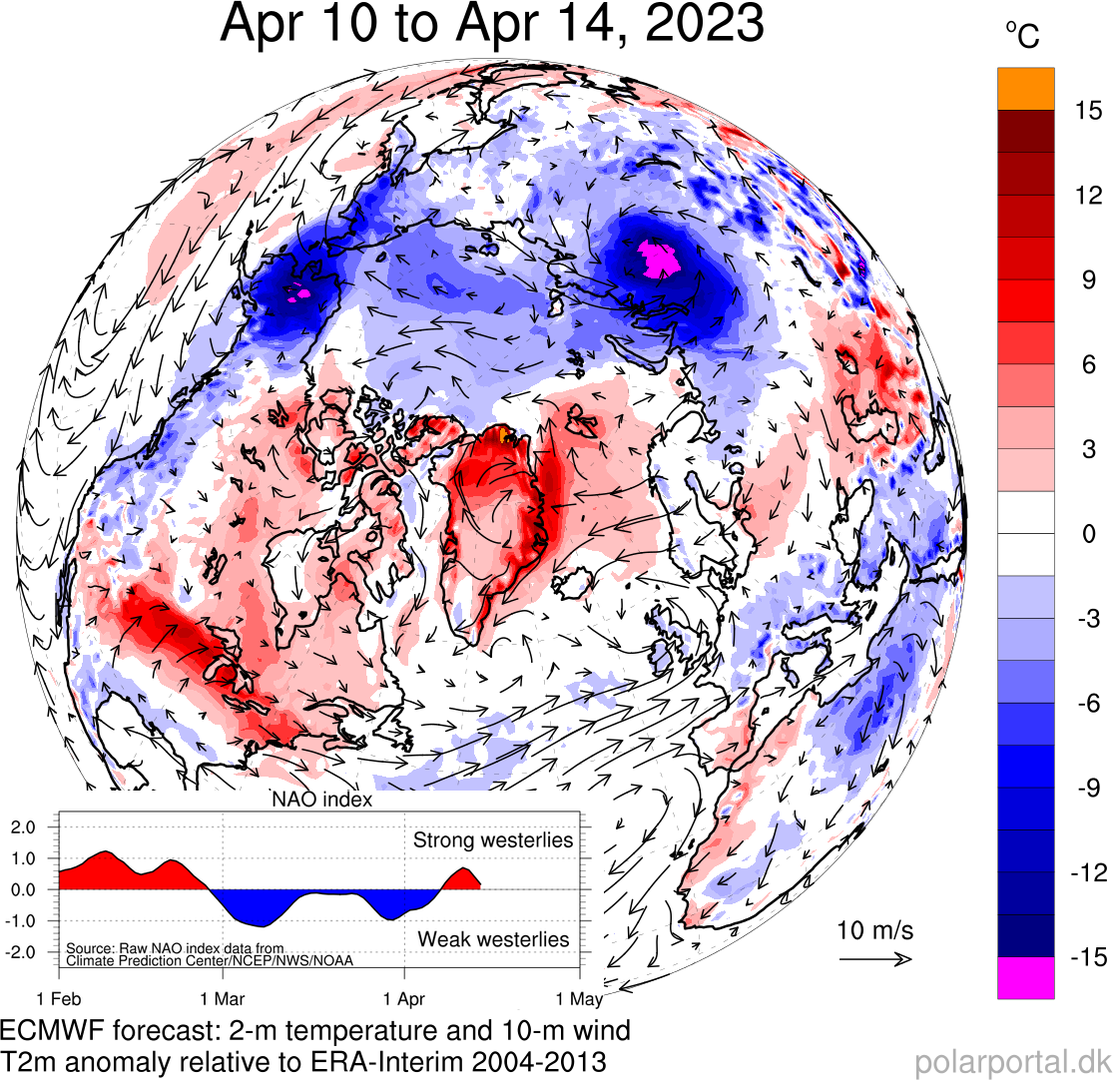 Apr 10 to Apr 14, 2023
°C
15
12
9
6
3
0
-3
-6
-9
-12
-15
NAO index
2.0
1.0
0.0
-1.0
-2.0
Strong westerlies
Weak westerlies
Source: Raw NAO index data from
Climate Prediction Center/NCEP/NWS/NOAA
1 Feb 1 Mar 1 Apr 1 May
10 m/s
ECMWF forecast: 2-m temperature and 10-m wind
T2m anomaly relative to ERA-Interim 2004-2013
polarportal.dk